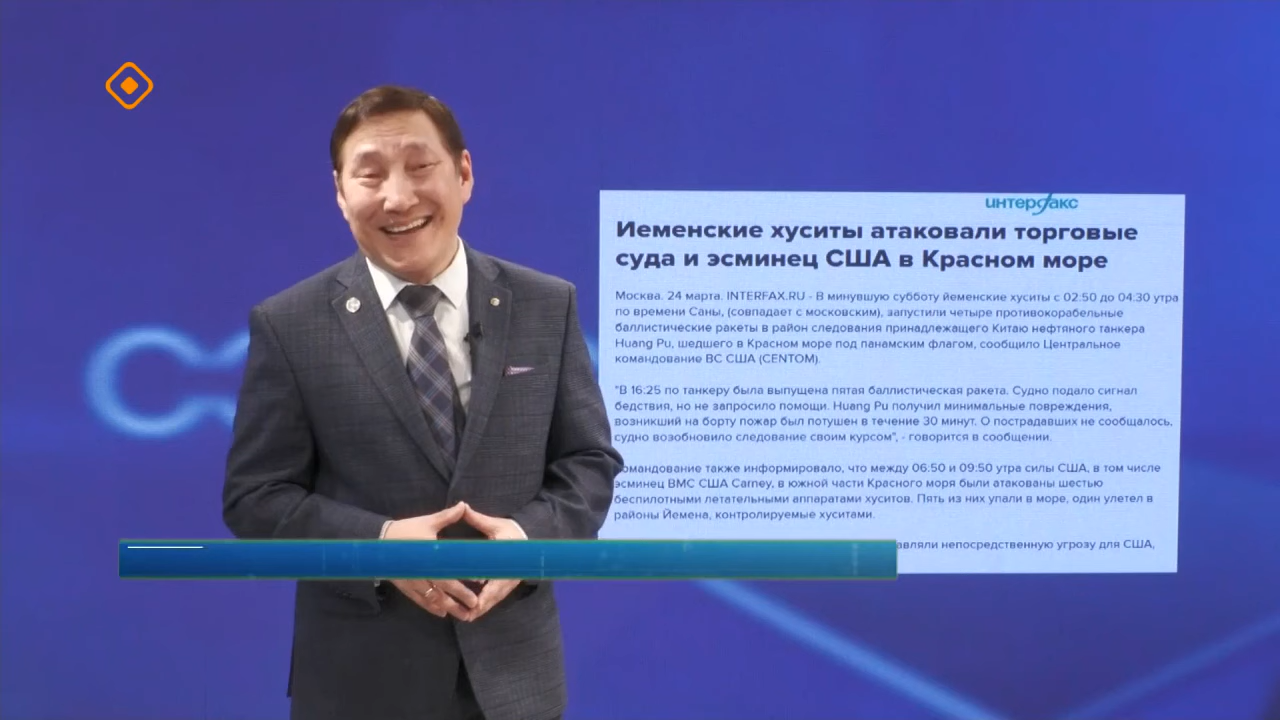 интерфакс
Йеменские хуситы атаковали торговые
суда и эсминец США в Красном море
Москва. 24 марта. INTERFAX.RU - В минувшую субботу йеменские хуситы с 02:50 до 04:30 утра
по времени Саны, (совпадает с московским), запустили четыре противокорабельные
баллистические ракеты в район следования принадлежащего Китаю нефтяного танкера
Huang Pu, шедшего в Красном море под панамским флагом, сообщило Центральное
командование ВС США (CENTOM).
"В 16:25 по танкеру была выпущена пятая баллистическая ракета. Судно подало сигнал
бедствия, но не запросило помощи. Huang Pu получил минимальные повреждения,
возникший на борту пожар был потушен в течение 30 минут. О пострадавших не сообщалось,
судно возобновило следование своим курсом", - говорится в сообщении.
омандование также информировало, что между 06:50 и 09:50 утра силы США, в том числе
эсминец ВМС США Carney, в южной части Красного моря были атакованы шестью
беспилотными летательными аппаратами хуситов. Пять из них упали в море, один улетел в
районы Йемена, контролируемые хуситами.
авляли непосредственную угрозу для США,